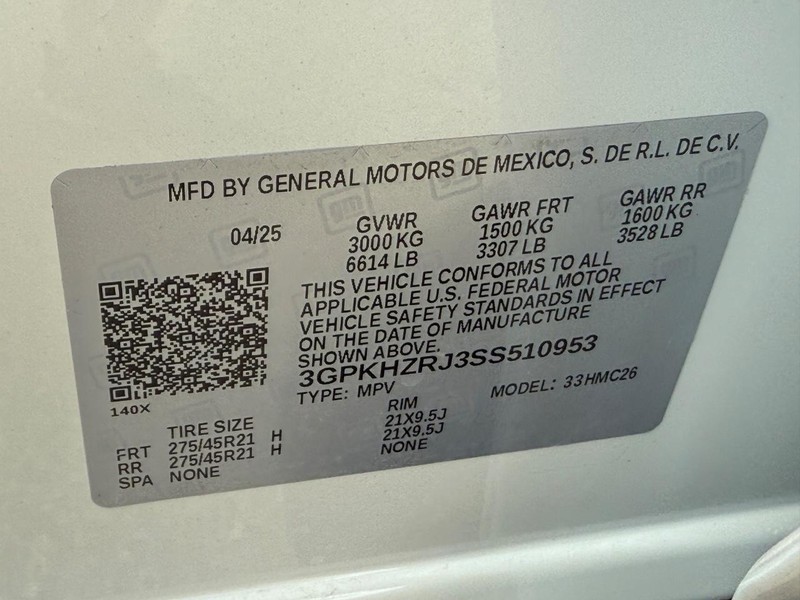 MFD BY GENERAL MOTORS DE MEXICO, S. DE R.L. DE C.V.
04/25 GVWR GAWR FRT GAWR RR
3000 KG 1500 KG 1600 KG
6614 LB 3307 LB 3528 LB
THIS VEHICLE CONFORMS TO ALL
APPLICABLE U.S. FEDERAL MOTOR
VEHICLE SAFETY STANDARDS IN EFFECT
ON THE DATE OF MANUFACTURE
SHOWN ABOVE.
3GPKHZRJ3SS510953
TYPE: MPV MODEL: 33HMC26
140X
TIRE SIZE RIM
FRT 275/45R21 H 21X9.5J
RR 275/45R21 H 21X9.5J
SPA NONE NONE